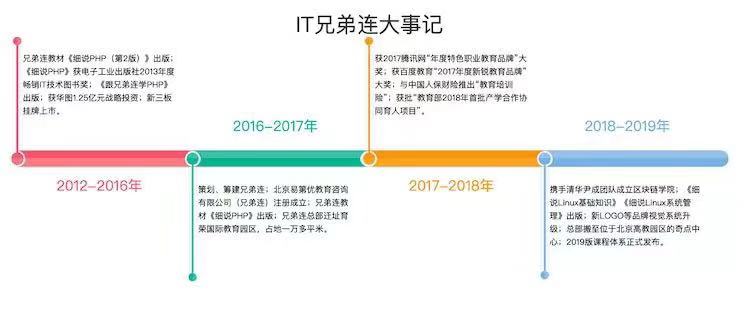 IT兄弟连大事记
兄弟连教材《细说PHP（第2版）》出版；
《细说PHP》获电子工业出版社2013年度
畅销IT技术图书奖；《跟兄弟连学PHP》
出版；获华图1.25亿元战略投资；新三板
挂牌上市。
2012-2016年
2016-2017年
策划、筹建兄弟连；北京易第优教育咨询
有限公司（兄弟连）注册成立；兄弟连教
材《细说PHP》出版；兄弟连总部迁址育
荣国际教育园区，占地一万多平米。
获2017腾讯网“年度特色职业教育品牌”大
奖；获百度教育“2017年度新锐教育品牌”
大奖；与中国人保财险推出“教育培训
险”；获批“教育部2018年首批产学合作协
同育人项目”。
2017-2018年
2018-2019年
携手清华尹成团队成立区块链学院；《细
说Linux基础知识》《细说Linux系统管
理》出版；新LOGO等品牌视觉系统升
级；总部搬至位于北京高教园区的奇点中
心；2019版课程体系正式发布。